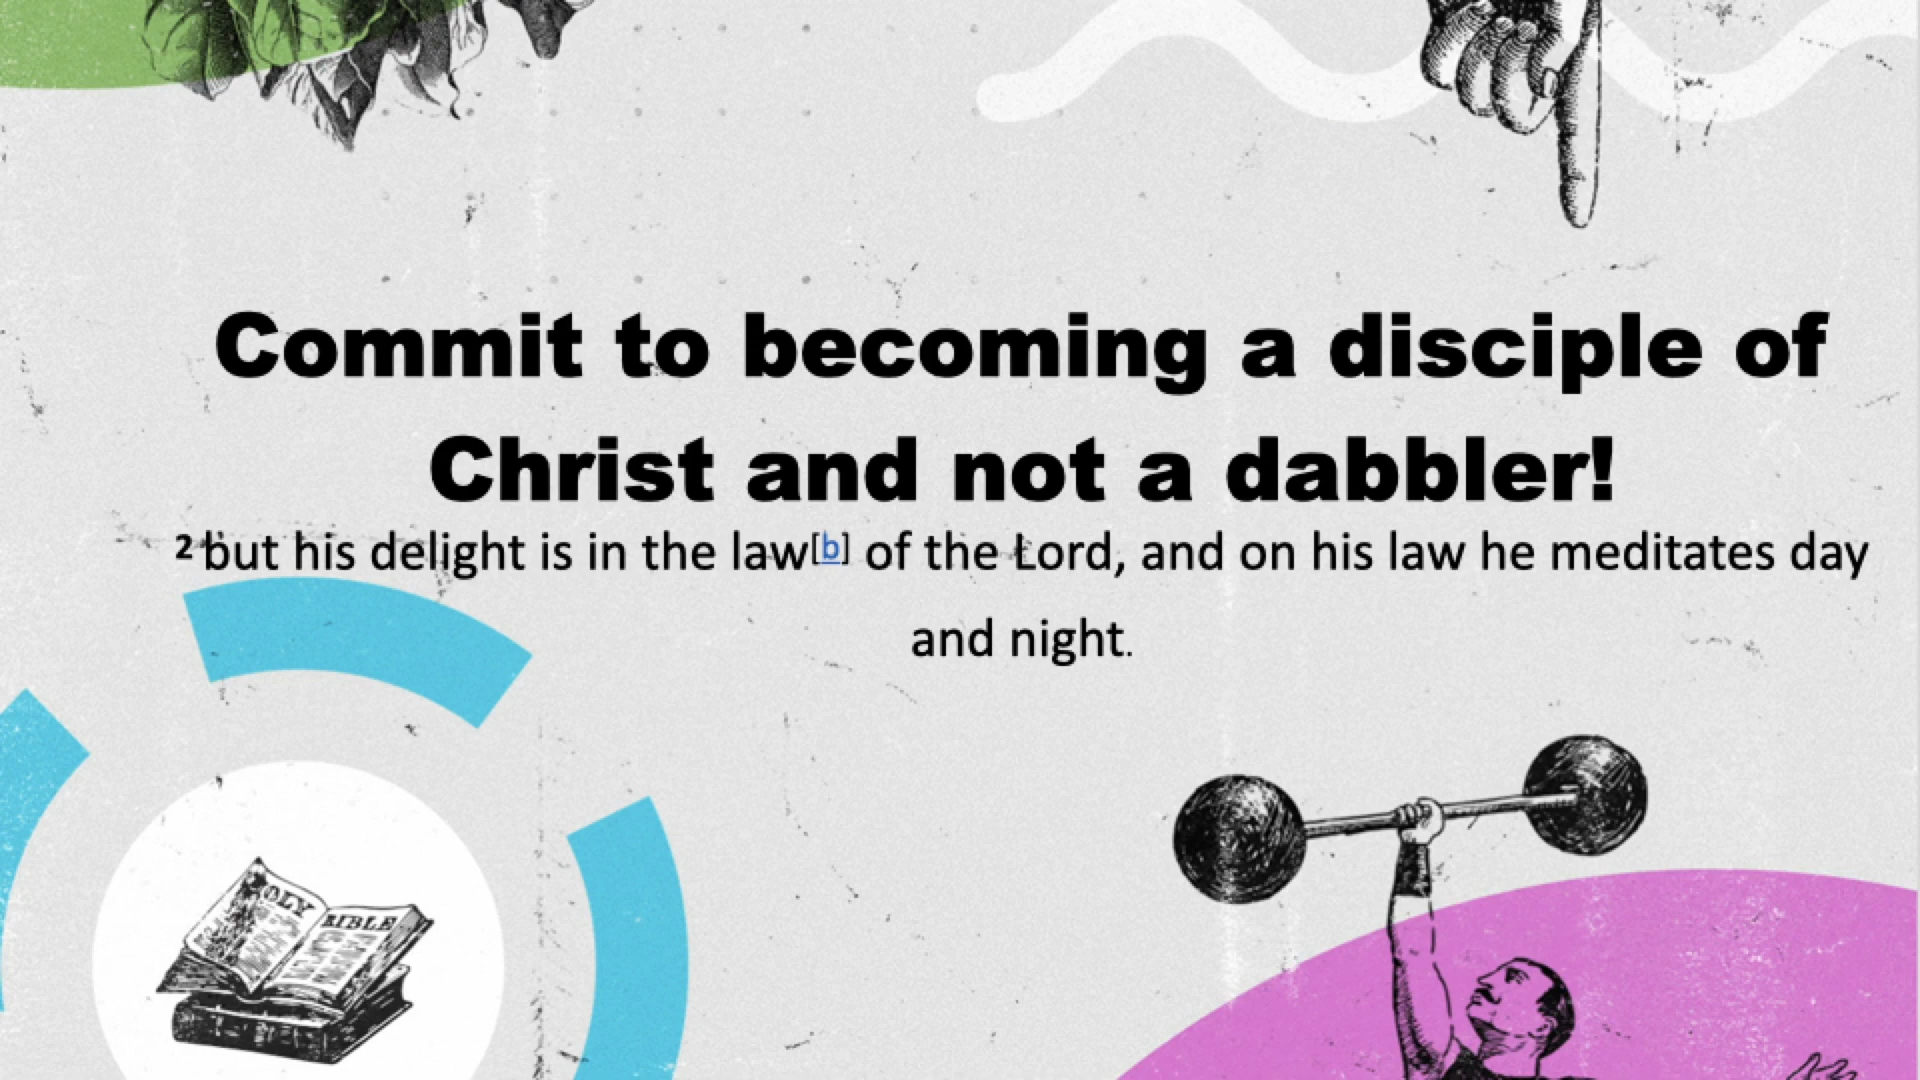 Commit to becoming a disciple of
Christ and not a dabbler!
2 but his delight is in the law[b] of the Lord, and on his law he meditates day
and night.
OLY BIBLE